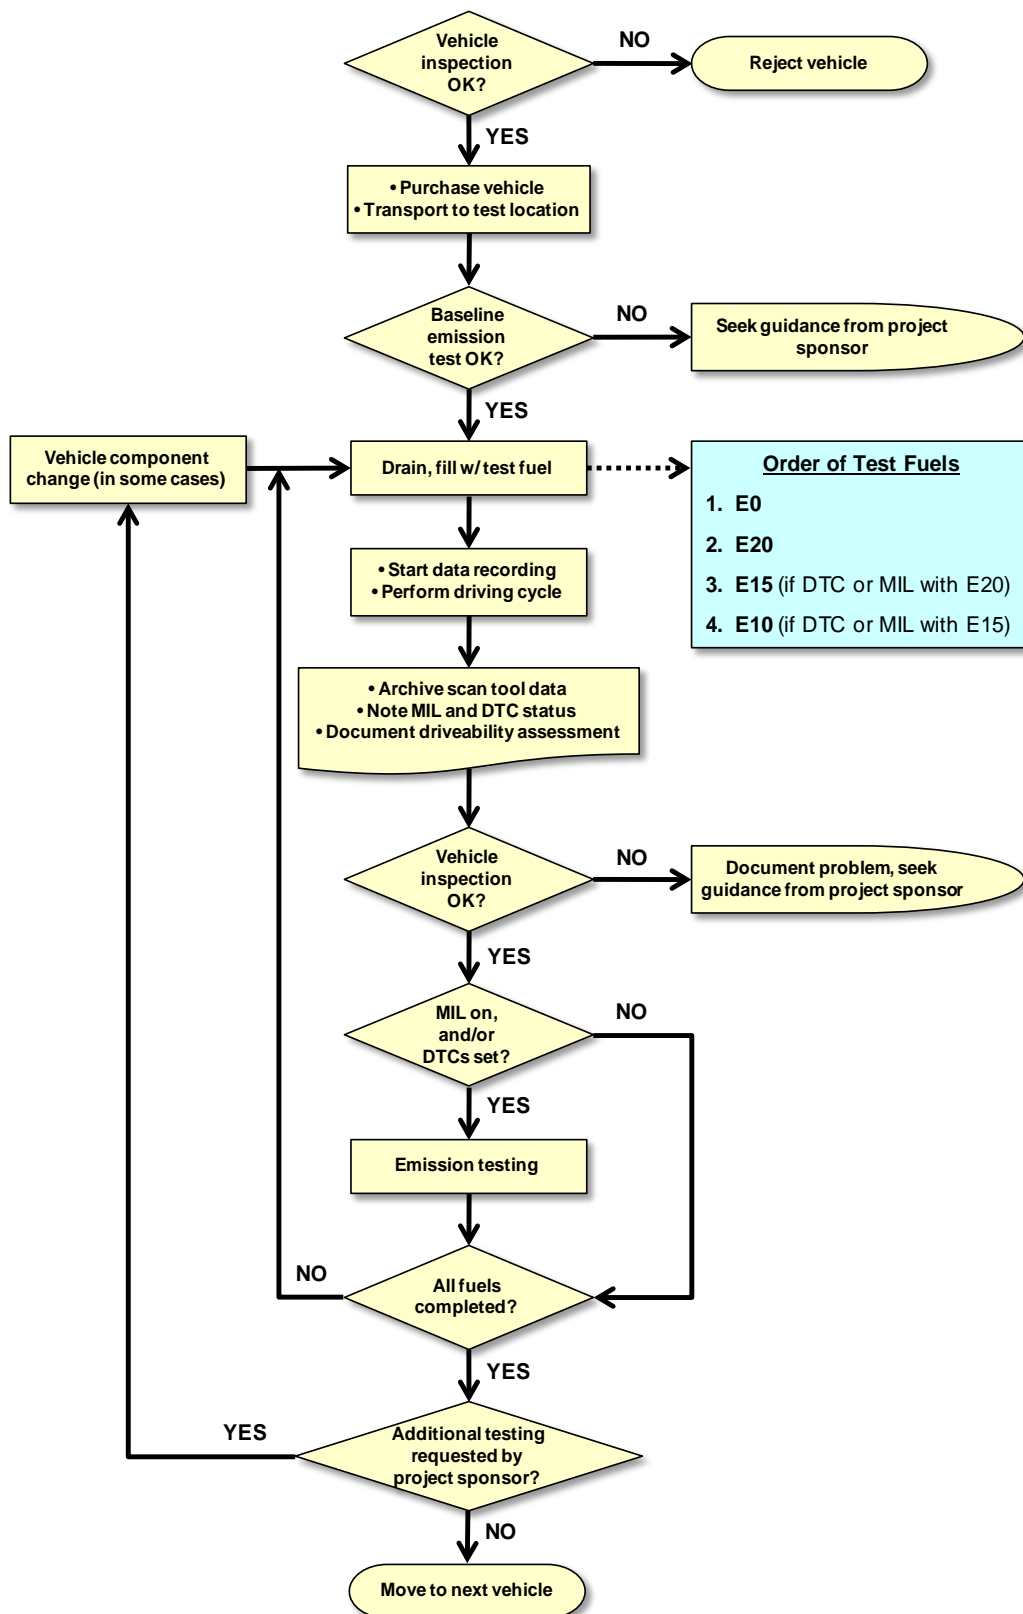 Vehicle
inspection
OK?
NO
Reject vehicle
YES
• Purchase vehicle
• Transport to test location
Baseline
emission
test OK?
NO
Seek guidance from project
sponsor
YES
Vehicle component
change (in some cases)
Drain, fill w/ test fuel
Order of Test Fuels
1. E0
2. E20
3. E15 (if DTC or MIL with E20)
4. E10 (if DTC or MIL with E15)
• Start data recording
• Perform driving cycle
• Archive scan tool data
• Note MIL and DTC status
• Document driveability assessment
Vehicle
inspection
OK?
NO
Document problem, seek
guidance from project sponsor
YES
MIL on,
and/or
DTCs set?
NO
YES
Emission testing
NO
All fuels
completed?
YES
YES
Additional testing
requested by
project sponsor?
NO
Move to next vehicle